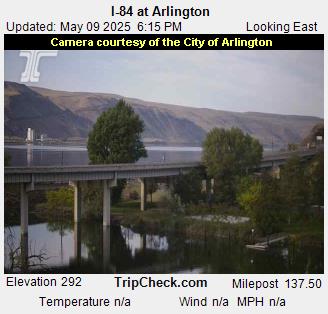 I-84 at Arlington
Updated: May 09 2025 6:15 PM Looking East
Camera courtesy of the City of Arlington
Elevation 292 TripCheck.com Milepost 137.50
Temperature n/a Wind n/a MPH n/a